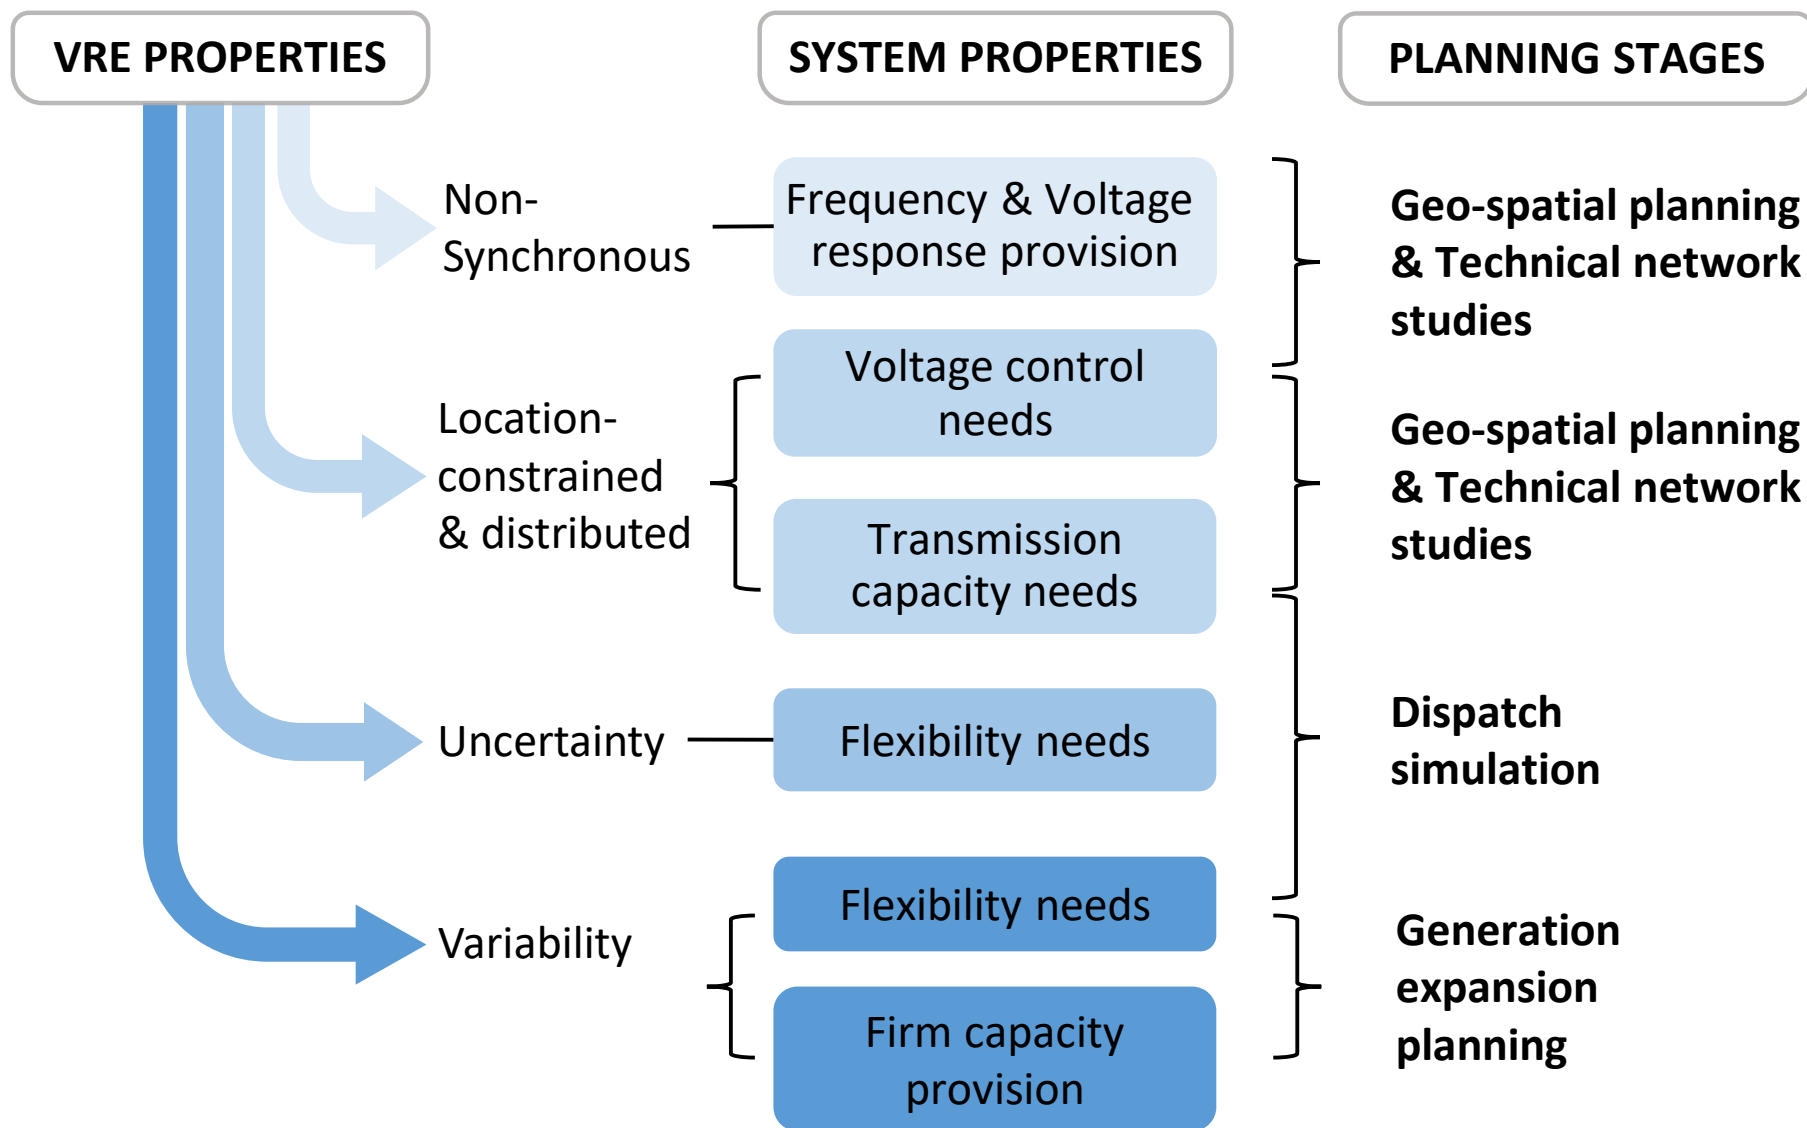 VRE PROPERTIES
SYSTEM PROPERTIES
PLANNING STAGES
Non-
Synchronous
Frequency & Voltage
response provision
Geo-spatial planning
& Technical network
studies
Location-
constrained
& distributed
Voltage control
needs
Transmission
capacity needs
Geo-spatial planning
& Technical network
studies
Uncertainty
Flexibility needs
Dispatch
simulation
Variability
Flexibility needs
Firm capacity
provision
Generation
expansion
planning